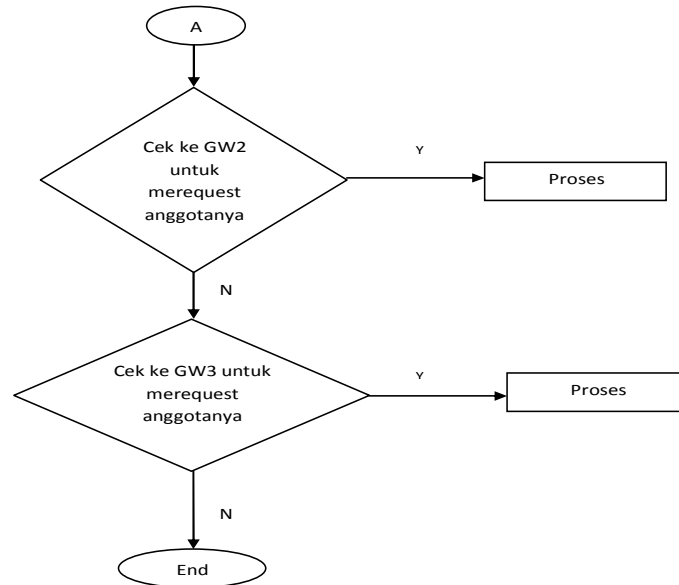 A
Cek ke GW2
untuk
merequest
anggotanya
Y
Proses
N
Cek ke GW3 untuk
merequest
anggotanya
Y
Proses
N
End